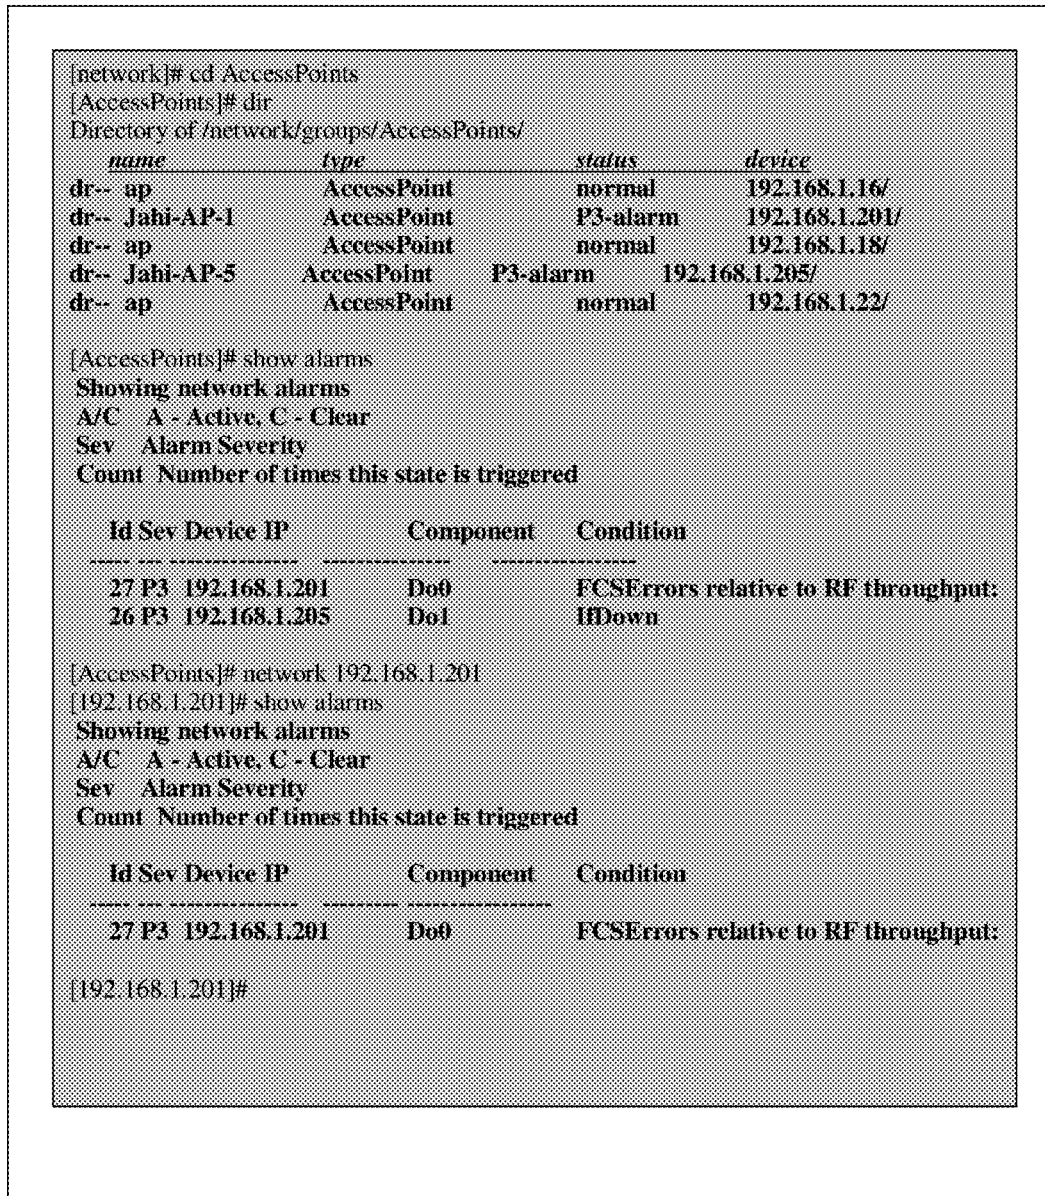 [network]# cd AccessPoints
[AccessPoints]# dir
Directory of /network/groups/AccessPoints/
name type status device
dr-- ap AccessPoint normal 192.168.1.16/
dr-- Jahi-AP-1 AccessPoint P3-alarm 192.168.1.201/
dr-- ap AccessPoint normal 192.168.1.18/
dr-- Jahi-AP-5 AccessPoint P3-alarm 192.168.1.205/
dr-- ap AccessPoint normal 192.168.1.22/
[AccessPoints]# show alarms
Showing network alarms
A/C A - Active, C - Clear
Sev Alarm Severity
Count Number of times this state is triggered
Id Sev Device IP Component Condition
----- --- --------------- --------------- -----------------
27 P3 192.168.1.201 Do0 FCSErrors relative to RF throughput:
26 P3 192.168.1.205 Do1 IfDown
[AccessPoints]# network 192.168.1.201
[192.168.1.201]# show alarms
Showing network alarms
A/C A - Active, C - Clear
Sev Alarm Severity
Count Number of times this state is triggered
Id Sev Device IP Component Condition
----- --- --------------- --------- -----------------
27 P3 192.168.1.201 Do0 FCSErrors relative to RF throughput:
[192.168.1.201]#